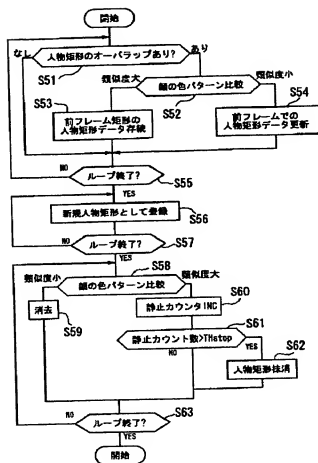 開始
人物矩形のオーバラップあり?
なし
あり
S51
類似度大
類似度小
顔の色パターン比較
S52
S53
S54
前フレーム矩形の
人物矩形データ存続
前フレームでの
人物矩形データ更新
NO
ループ終了?
S55
YES
新規人物矩形として登録
S56
NO
ループ終了?
S57
YES
S58
類似度小
顔の色パターン比較
類似度大
S60
消去
S59
静止カウンタINC
S61
静止カウント数>THstop
NO
YES
S62
人物矩形抹消
NO
ループ終了?
S63
YES
開始